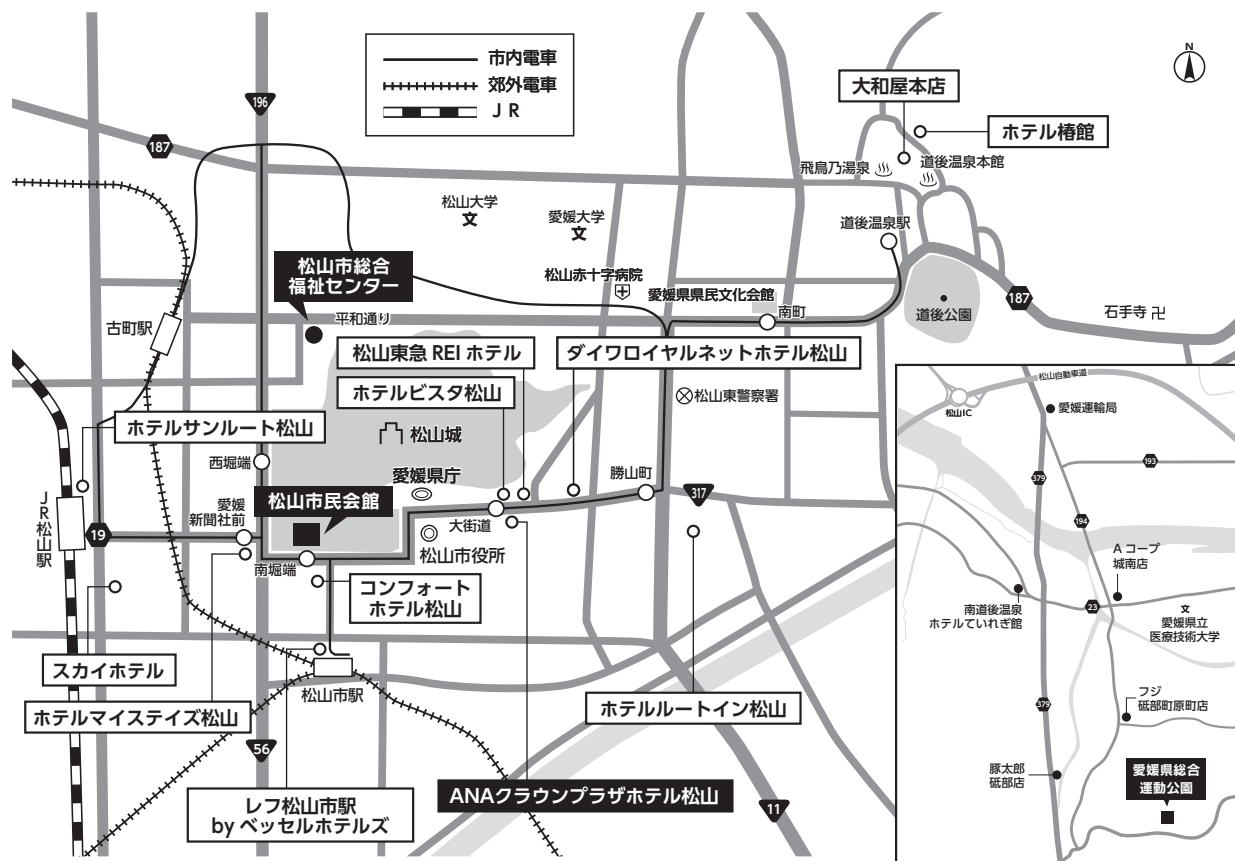 市内電車
郊外電車
J R
N
196
187
大和屋本店
ホテル椿館
飛鳥乃湯泉
道後温泉本館
松山大学
愛媛大学
道後温泉駅
松山市総合
福祉センター
松山赤十字病院
愛媛県県民文化会館
南町
道後公園
187
石手寺
古町駅
平和通り
松山東急 REI ホテル
ダイワロイヤルネットホテル松山
ホテルビスタ松山
松山東警察署
ホテルサンルート松山
松山城
西堀端
愛媛県庁
勝山町
317
愛媛
新聞社前
松山市民会館
大街道
JR松山駅
19
松山市役所
南堀端
コンフォート
ホテル松山
スカイホテル
松山市駅
ホテルマイステイズ松山
ホテルルートイン松山
56
レフ松山市駅
by ベッセルホテルズ
ANAクラウンプラザホテル松山
11
松山自動車道
松山IC
愛媛運輸局
193
379
194
Aコープ
城南店
南道後温泉
ホテルていれぎ館
23
文
愛媛県立
医療技術大学
フジ
砥部町原町店
379
豚太郎
砥部店
愛媛県総合
運動公園